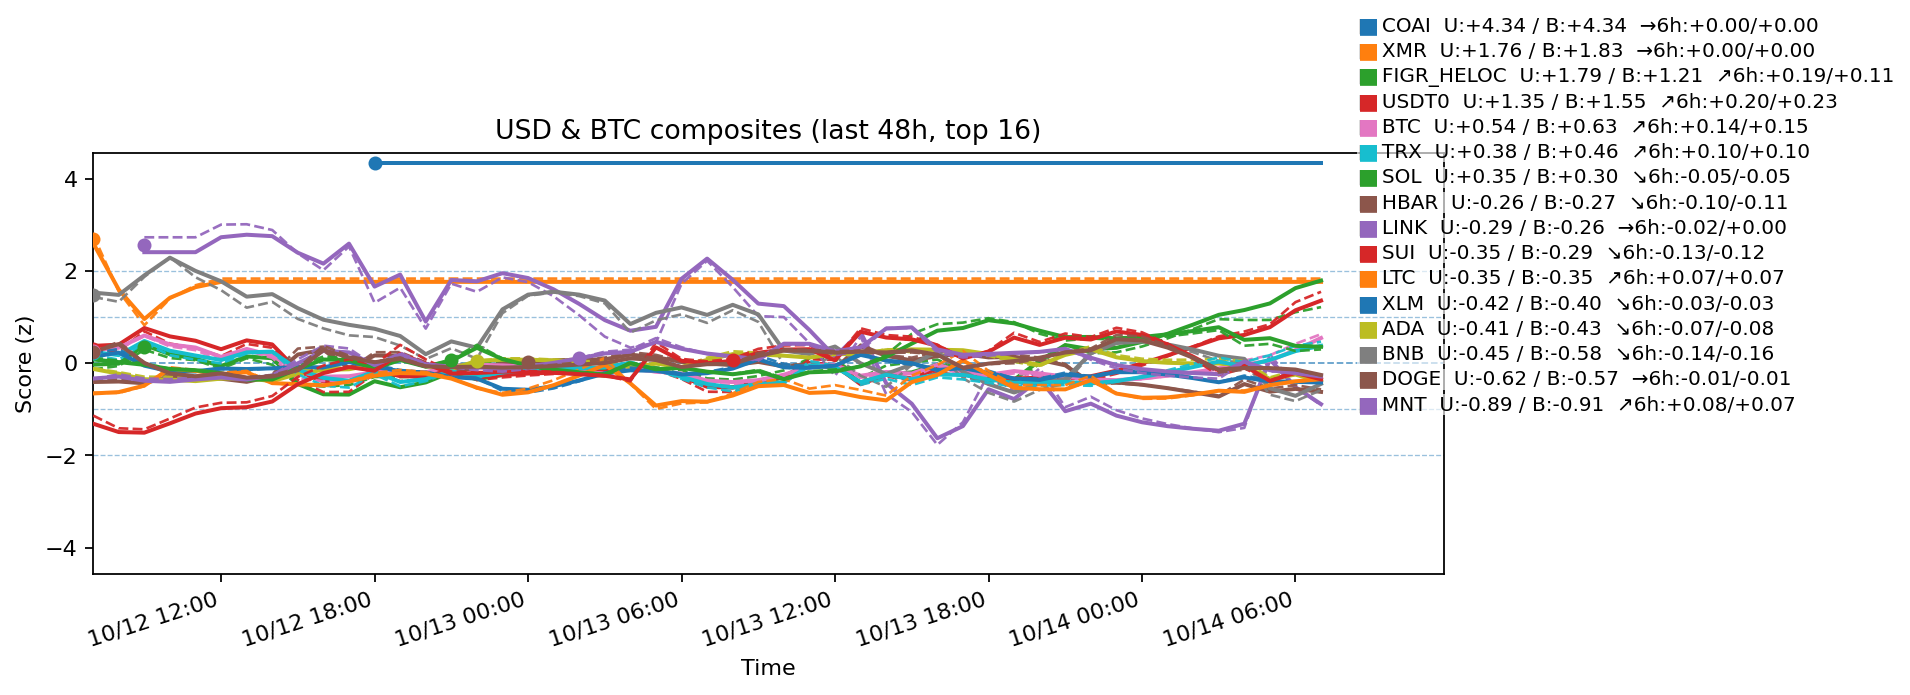 COAI  U:+4.34 / B:+4.34  →6h:+0.00/+0.00
XMR  U:+1.76 / B:+1.83  →6h:+0.00/+0.00
FIGR_HELOC  U:+1.79 / B:+1.21  ↗6h:+0.19/+0.11
USDT0  U:+1.35 / B:+1.55  ↗6h:+0.20/+0.23
BTC  U:+0.54 / B:+0.63  ↗6h:+0.14/+0.15
TRX  U:+0.38 / B:+0.46  ↗6h:+0.10/+0.10
SOL  U:+0.35 / B:+0.30  ↘6h:-0.05/-0.05
HBAR  U:-0.26 / B:-0.27  ↘6h:-0.10/-0.11
LINK  U:-0.29 / B:-0.26  →6h:-0.02/+0.00
SUI  U:-0.35 / B:-0.29  ↘6h:-0.13/-0.12
LTC  U:-0.35 / B:-0.35  ↗6h:+0.07/+0.07
XLM  U:-0.42 / B:-0.40  ↘6h:-0.03/-0.03
ADA  U:-0.41 / B:-0.43  ↘6h:-0.07/-0.08
BNB  U:-0.45 / B:-0.58  ↘6h:-0.14/-0.16
DOGE  U:-0.62 / B:-0.57  →6h:-0.01/-0.01
MNT  U:-0.89 / B:-0.91  ↗6h:+0.08/+0.07
USD & BTC composites (last 48h, top 16)
Score (z)
4
2
0
−2
−4
10/12 12:00
10/12 18:00
10/13 00:00
10/13 06:00
10/13 12:00
10/13 18:00
10/14 00:00
10/14 06:00
Time